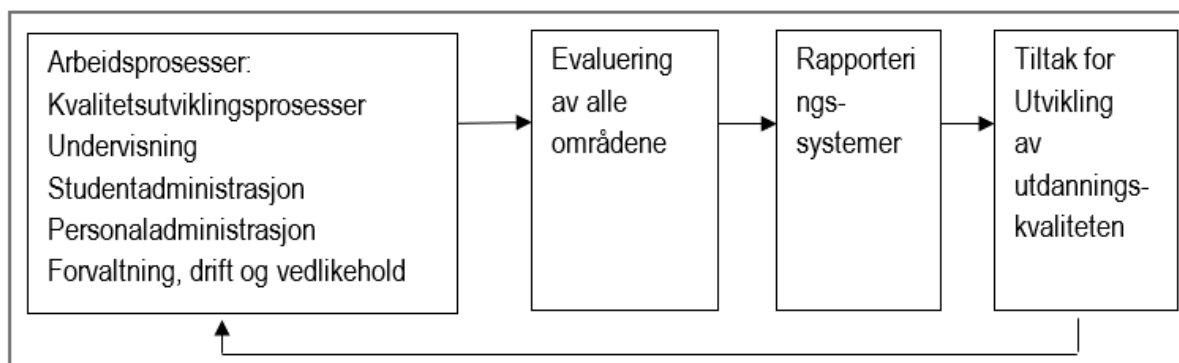 Arbeidsprosesser:
Kvalitetsutviklingsprosesser
Undervisning
Studentadministrasjon
Personaladministrasjon
Forvaltning, drift og vedlikehold
Evaluering
av alle
områdene
Rapporteri
ngs-
systemer
Tiltak for
Utvikling
av
utdannings-
kvaliteten